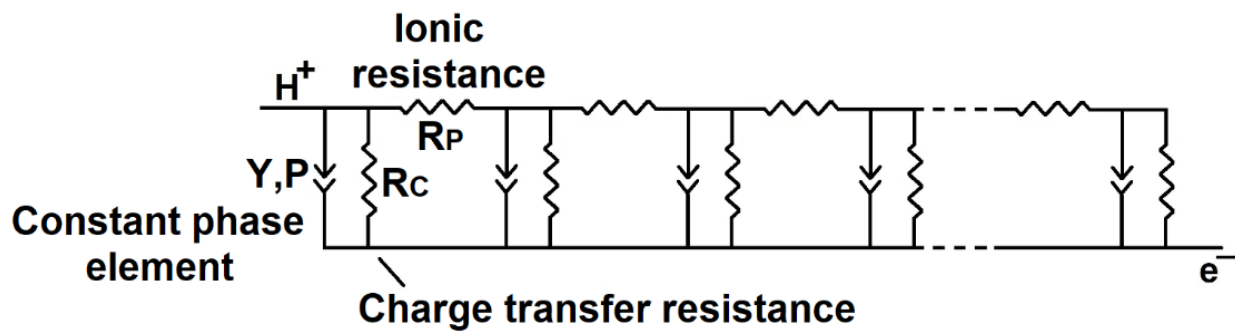 Ionic
resistance
H+
RP
Y,P
RC
Constant phase
element
Charge transfer resistance
e−